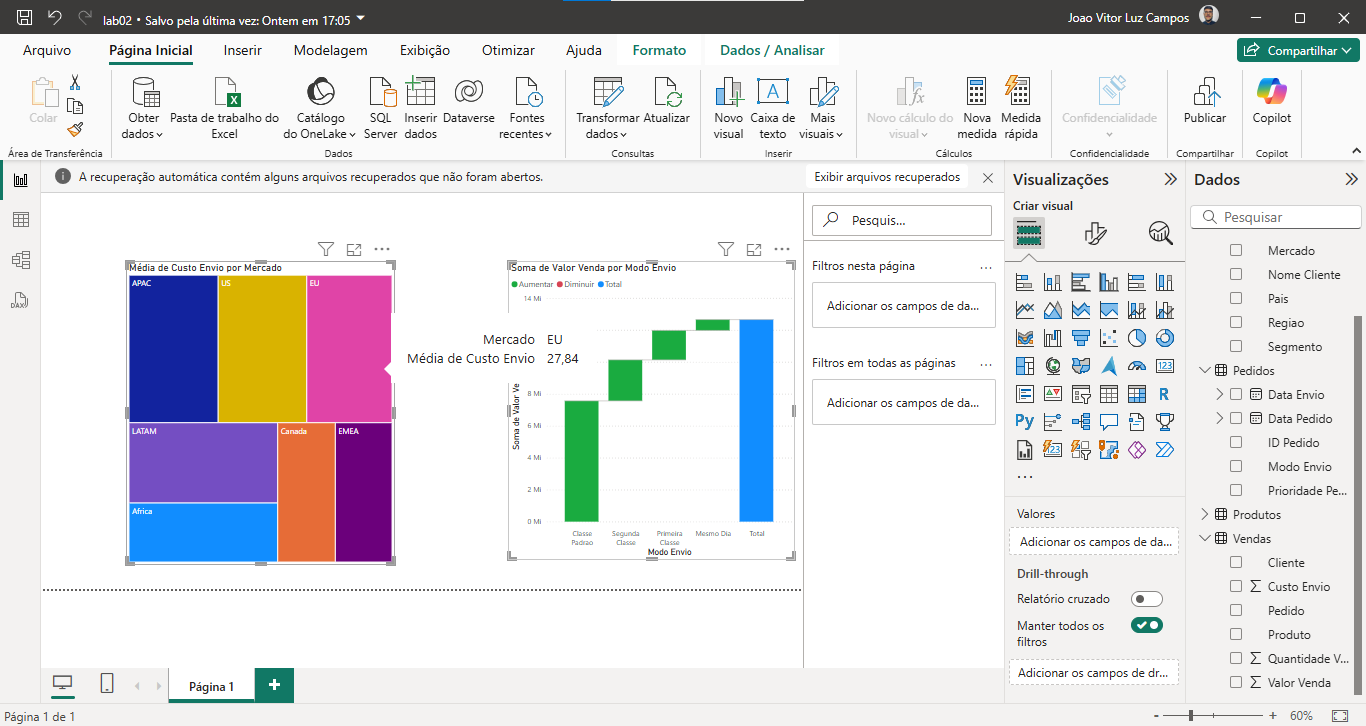 lab02 • Salvo pela última vez: Ontem em 17:05
Joao Vitor Luz Campos
Arquivo
Página Inicial
Inserir
Modelagem
Exibição
Otimizar
Ajuda
Formato
Dados / Analisar
Compartilhar
Colar
Obter dados
Pasta de trabalho do Excel
Catálogo do OneLake
SQL Server
Inserir dados
Dataverse
Fontes recentes
Transformar dados
Atualizar
Novo visual
Caixa de texto
Mais visuais
Novo cálculo do visual
Nova medida
Medida rápida
Confidencialidade
Publicar
Copilot
Área de Transferência
Dados
Consultas
Inserir
Cálculos
Confidencialidade
Compartilhar
Copilot
A recuperação automática contém alguns arquivos recuperados que não foram abertos.
Exibir arquivos recuperados
Média de Custo Envio por Mercado
APAC
US
EU
LATAM
Canada
EMEA
Africa
Mercado EU
Média de Custo Envio 27,84
Soma de Valor Venda por Modo Envio
Aumentar Diminuir Total
14 Mi
8 Mi
6 Mi
4 Mi
2 Mi
0 Mi
Soma de Valor Ve
Classe Padrao
Segunda Classe
Primeira Classe
Mesmo Dia
Total
Modo Envio
Pesquis...
Filtros nesta página
...
Adicionar os campos de da...
Filtros em todas as páginas
...
Adicionar os campos de da...
Visualizações
Criar visual
123
R
Py
123
...
Valores
Adicionar os campos de da...
Drill-through
Relatório cruzado
Manter todos os filtros
Adicionar os campos de dr...
Dados
Pesquisar
Mercado
Nome Cliente
Pais
Regiao
Segmento
Pedidos
Data Envio
Data Pedido
ID Pedido
Modo Envio
Prioridade Pe...
Produtos
Vendas
Cliente
Custo Envio
Pedido
Produto
Quantidade V...
Valor Venda
DAX
Página 1
Página 1 de 1
60%